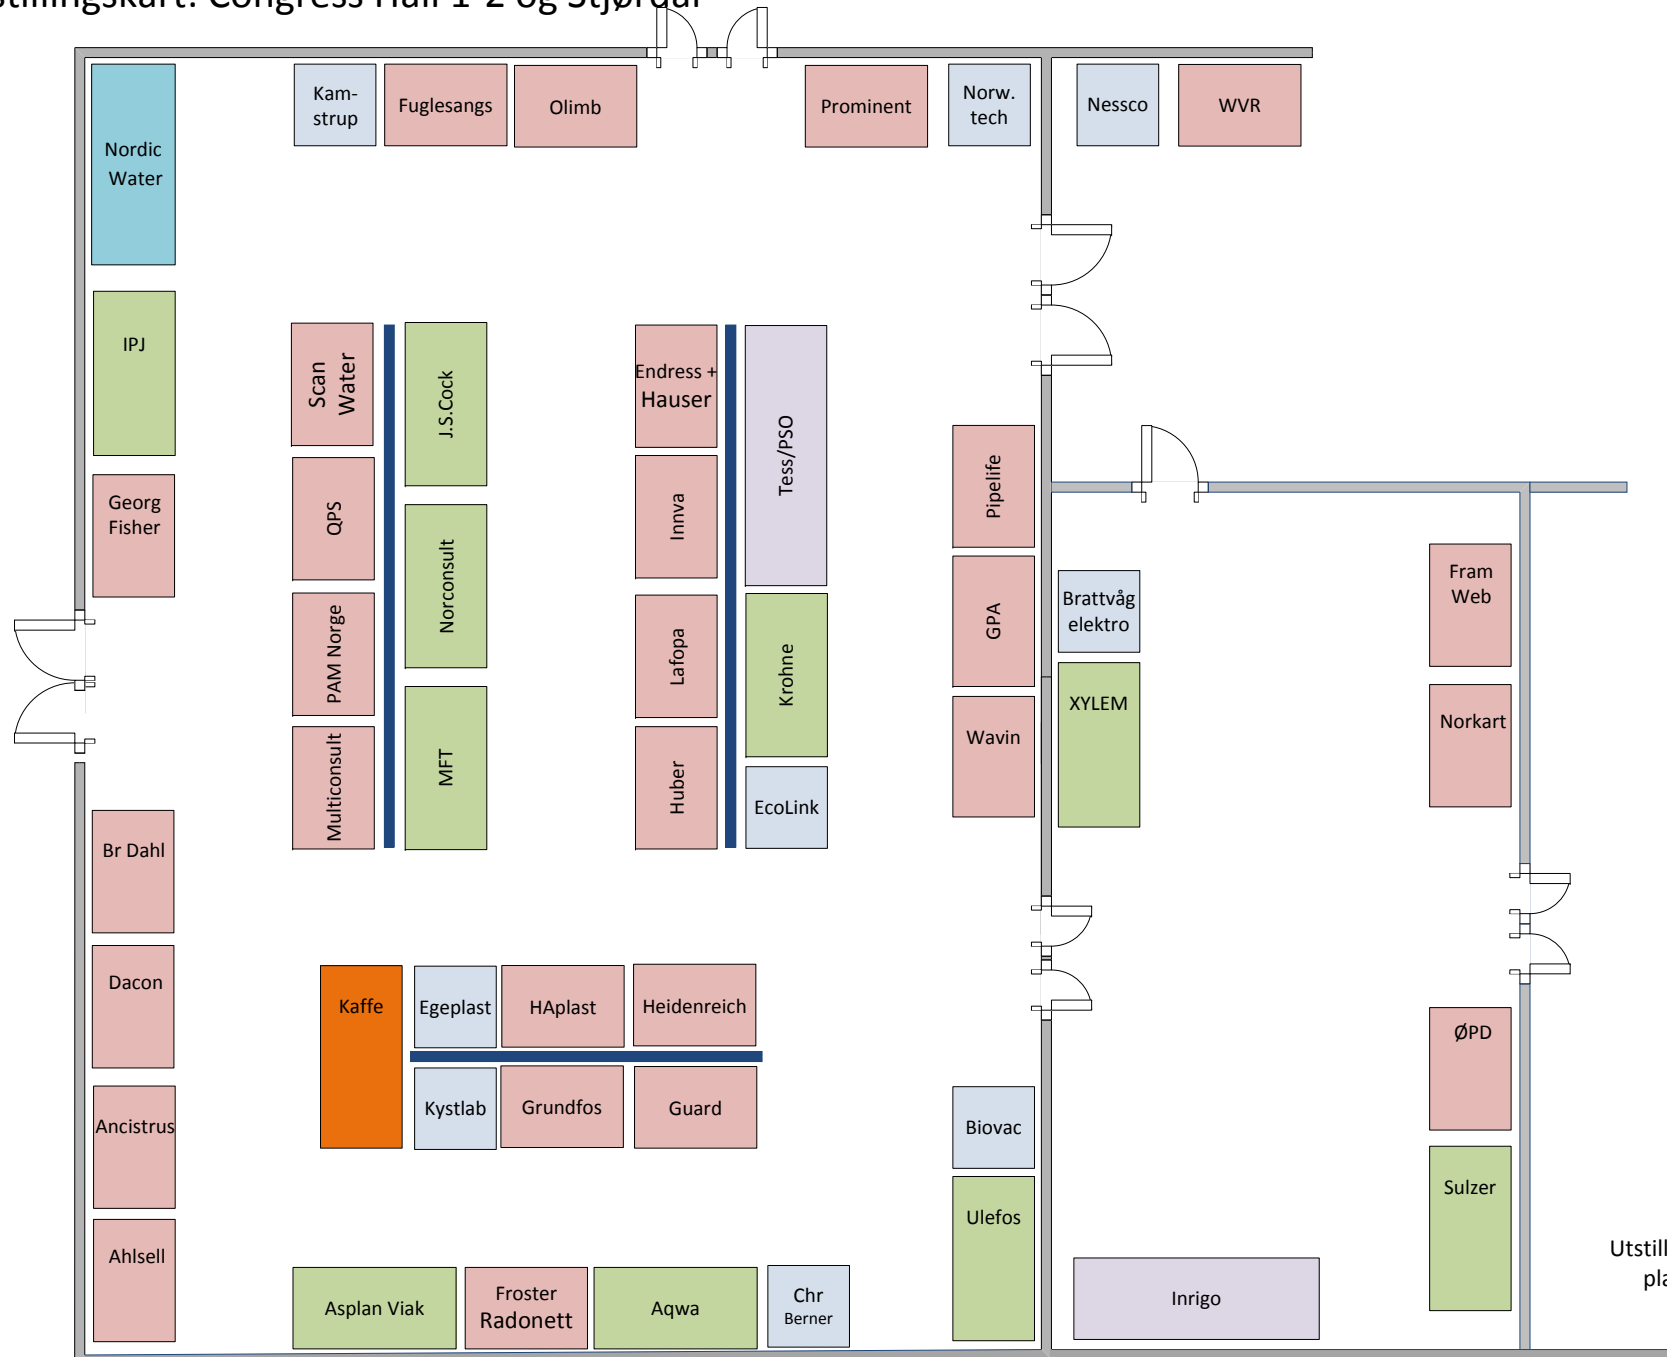 Congress Hall 1-2 og Stjørdal
Kam-
strup
Fuglesangs
Olimb
Prominent
Norw.
tech
Nessco
WVR
Nordic
Water
IPJ
Georg
Fisher
Scan
Water
J.S.Cock
QPS
Norconsult
PAM Norge
Multiconsult
MFT
Endress +
Hauser
Tess/PSO
Innva
Lafopa
Krohne
Huber
EcoLink
Pipelife
GPA
Wavin
Brattvåg
elektro
XYLEM
Fram
Web
Norkart
Br Dahl
Dacon
Ancistrus
Ahlsell
Kaffe
Egeplast
HAplast
Heidenreich
Kystlab
Grundfos
Guard
Biovac
Ulefos
ØPD
Sulzer
Asplan Viak
Froster
Radonett
Aqwa
Chr
Berner
Inrigo